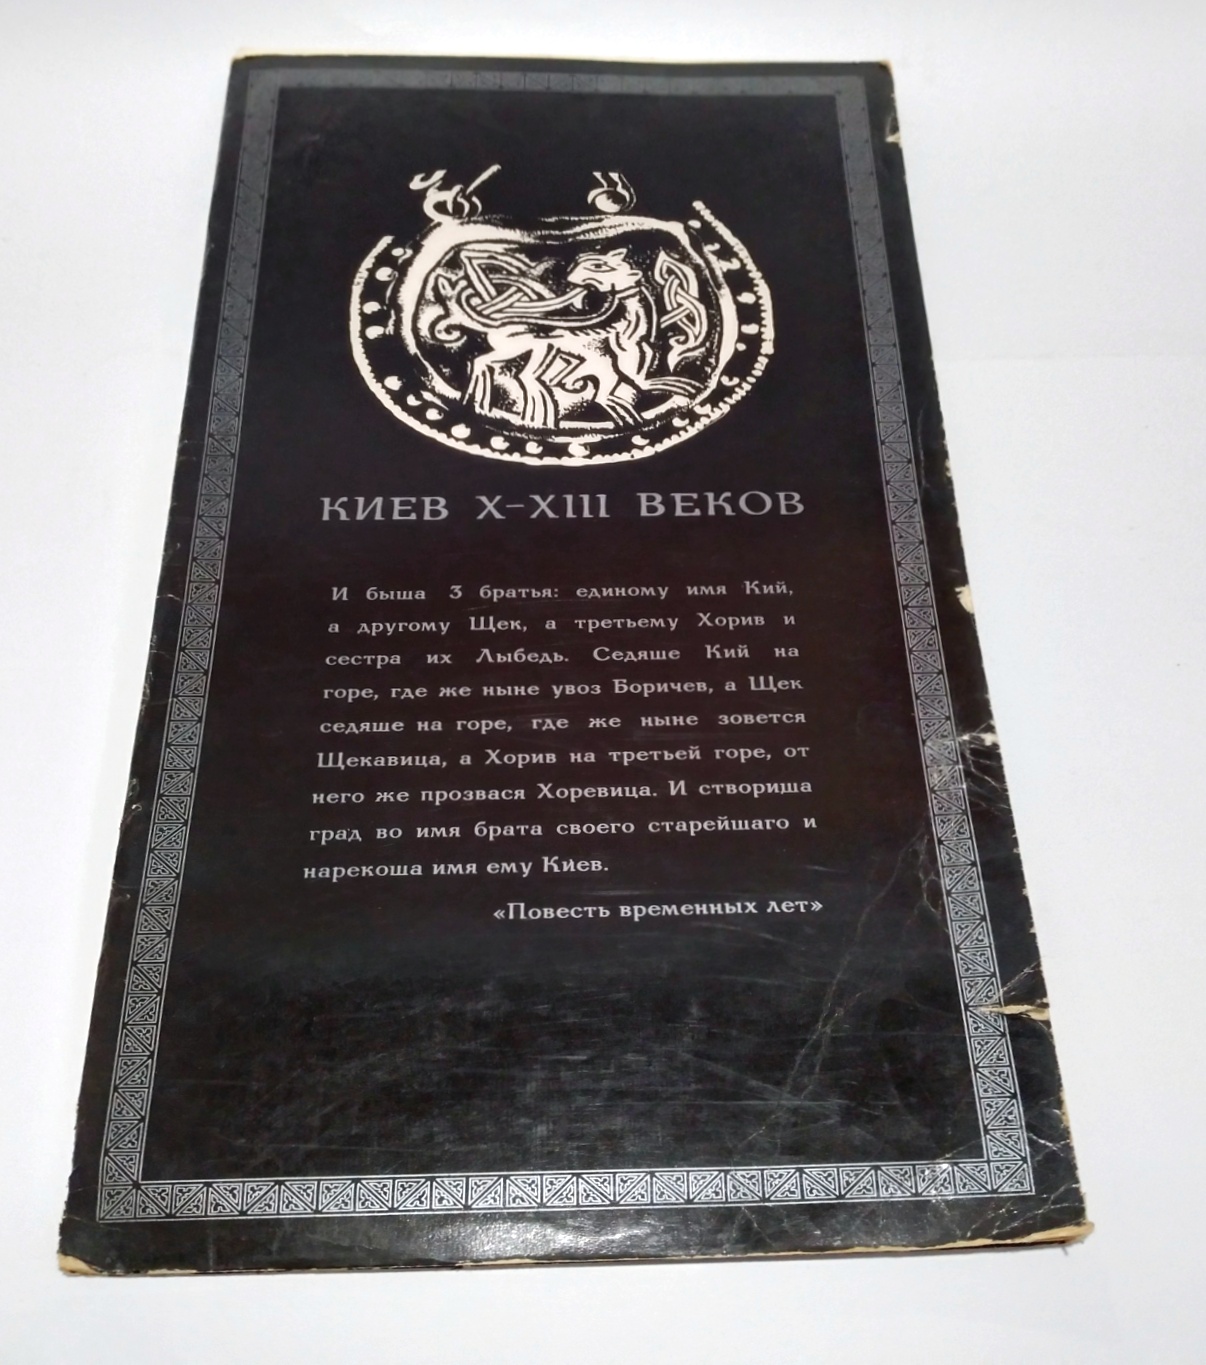 КИЕВ X–XIII ВЕКОВ
И быша 3 братья: единому имя Кий,
а другому Щек, а третьему Хорив и
сестра их Лыбедь. Седяше Кий на
горе, где же ныне увоз Боричев, а Щек
седяше на горе, где же ныне зовется
Щекавица, а Хорив на третьей горе, от
него же прозвася Хоревица. И створиша
град во имя брата своего старейшаго и
нарекоша имя ему Киев.
«Повесть временных лет»